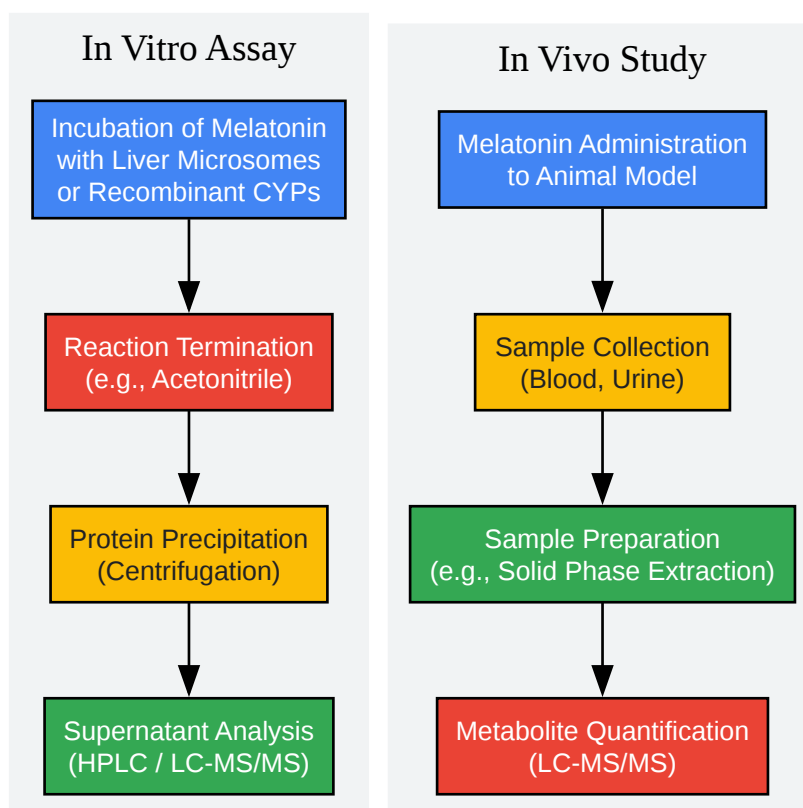 In Vitro Assay
Incubation of Melatonin
with Liver Microsomes
or Recombinant CYPs
Reaction Termination
(e.g., Acetonitrile)
Protein Precipitation
(Centrifugation)
Supernatant Analysis
(HPLC / LC-MS/MS)
In Vivo Study
Melatonin Administration
to Animal Model
Sample Collection
(Blood, Urine)
Sample Preparation
(e.g., Solid Phase Extraction)
Metabolite Quantification
(LC-MS/MS)